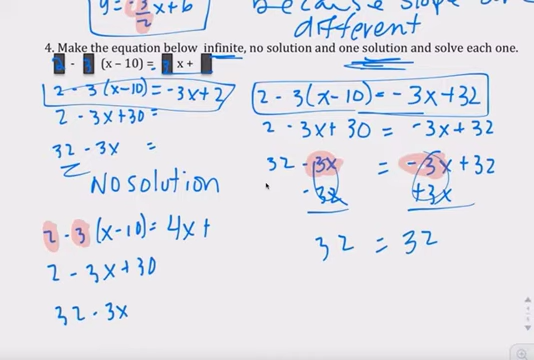 y = -3/2 x + 6
because slope are
different
4. Make the equation below infinite, no solution and one solution and solve each one.
2 - 3 (x – 10) = x +
2 - 3(x-10) = -3x+2
2 - 3x+30 =
32 - 3x =
No solution
2 - 3(x-10) = 4x+
2 - 3x+30
32 - 3x
2 - 3(x-10) = -3x+32
2 - 3x + 30 = -3x+32
32 - 3x = -3x+32
-3x +3x
32 = 32